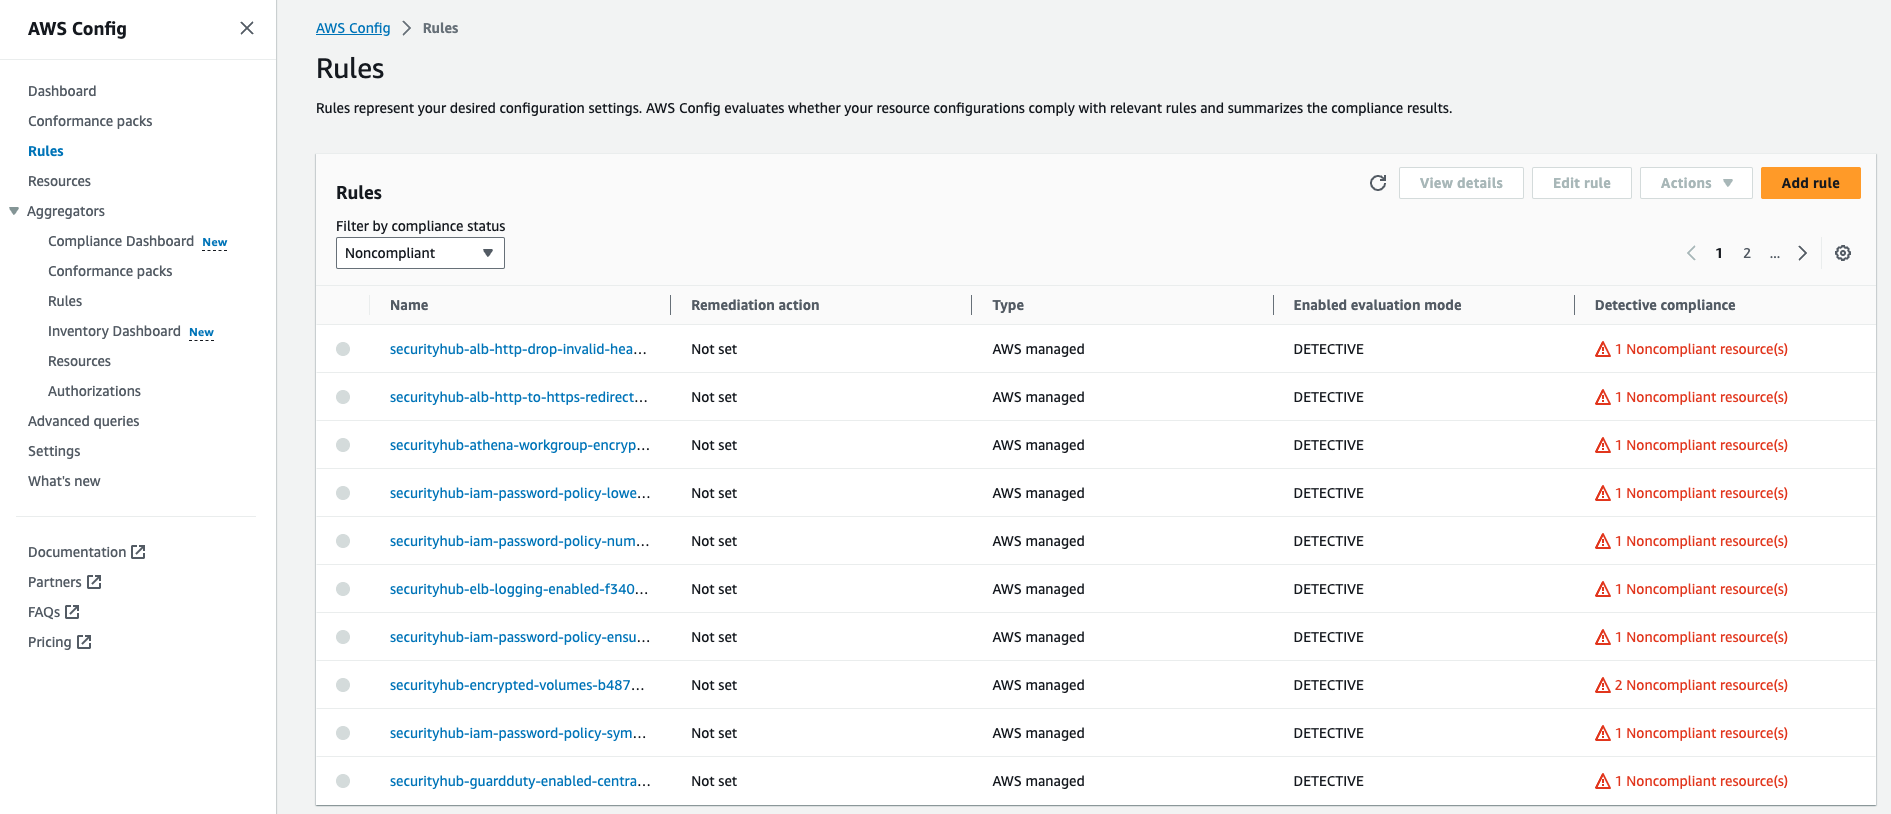 AWS Config
Dashboard
Conformance packs
Rules
Resources
Aggregators
Compliance Dashboard New
Conformance packs
Rules
Inventory Dashboard New
Resources
Authorizations
Advanced queries
Settings
What's new
Documentation
Partners
FAQs
Pricing
AWS Config > Rules
Rules
Rules represent your desired configuration settings. AWS Config evaluates whether your resource configurations comply with relevant rules and summarizes the compliance results.
Rules
View details Edit rule Actions Add rule
Filter by compliance status
Noncompliant
1 2 ...
Name Remediation action Type Enabled evaluation mode Detective compliance
securityhub-alb-http-drop-invalid-hea... Not set AWS managed DETECTIVE 1 Noncompliant resource(s)
securityhub-alb-http-to-https-redirect... Not set AWS managed DETECTIVE 1 Noncompliant resource(s)
securityhub-athena-workgroup-encryp... Not set AWS managed DETECTIVE 1 Noncompliant resource(s)
securityhub-iam-password-policy-lowe... Not set AWS managed DETECTIVE 1 Noncompliant resource(s)
securityhub-iam-password-policy-num... Not set AWS managed DETECTIVE 1 Noncompliant resource(s)
securityhub-elb-logging-enabled-f340... Not set AWS managed DETECTIVE 1 Noncompliant resource(s)
securityhub-iam-password-policy-ensu... Not set AWS managed DETECTIVE 1 Noncompliant resource(s)
securityhub-encrypted-volumes-b487... Not set AWS managed DETECTIVE 2 Noncompliant resource(s)
securityhub-iam-password-policy-sym... Not set AWS managed DETECTIVE 1 Noncompliant resource(s)
securityhub-guardduty-enabled-centra... Not set AWS managed DETECTIVE 1 Noncompliant resource(s)